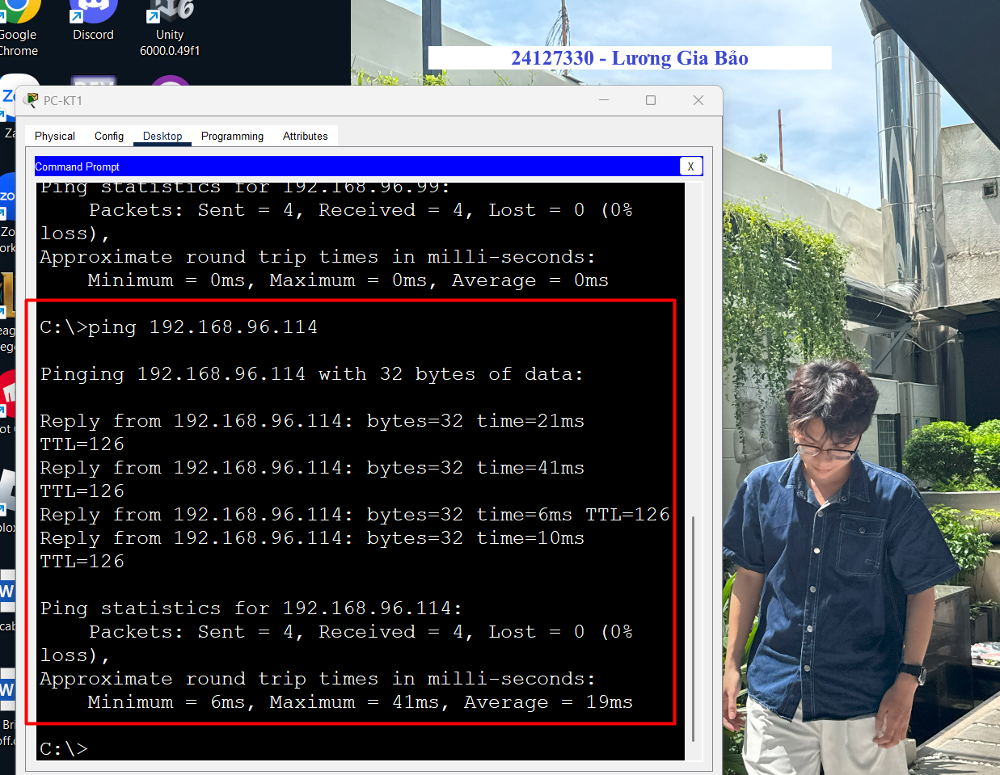 Google
Chrome
Discord
Unity
6000.0.49f1
24127330 - Lương Gia Bảo
PC-KT1
Physical
Config
Desktop
Programming
Attributes
Command Prompt
X
Ping statistics for 192.168.96.99:
Packets: Sent = 4, Received = 4, Lost = 0 (0%
loss),
Approximate round trip times in milli-seconds:
Minimum = 0ms, Maximum = 0ms, Average = 0ms
C:\>ping 192.168.96.114
Pinging 192.168.96.114 with 32 bytes of data:
Reply from 192.168.96.114: bytes=32 time=21ms
TTL=126
Reply from 192.168.96.114: bytes=32 time=41ms
TTL=126
Reply from 192.168.96.114: bytes=32 time=6ms TTL=126
Reply from 192.168.96.114: bytes=32 time=10ms
TTL=126
Ping statistics for 192.168.96.114:
Packets: Sent = 4, Received = 4, Lost = 0 (0%
loss),
Approximate round trip times in milli-seconds:
Minimum = 6ms, Maximum = 41ms, Average = 19ms
C:\>